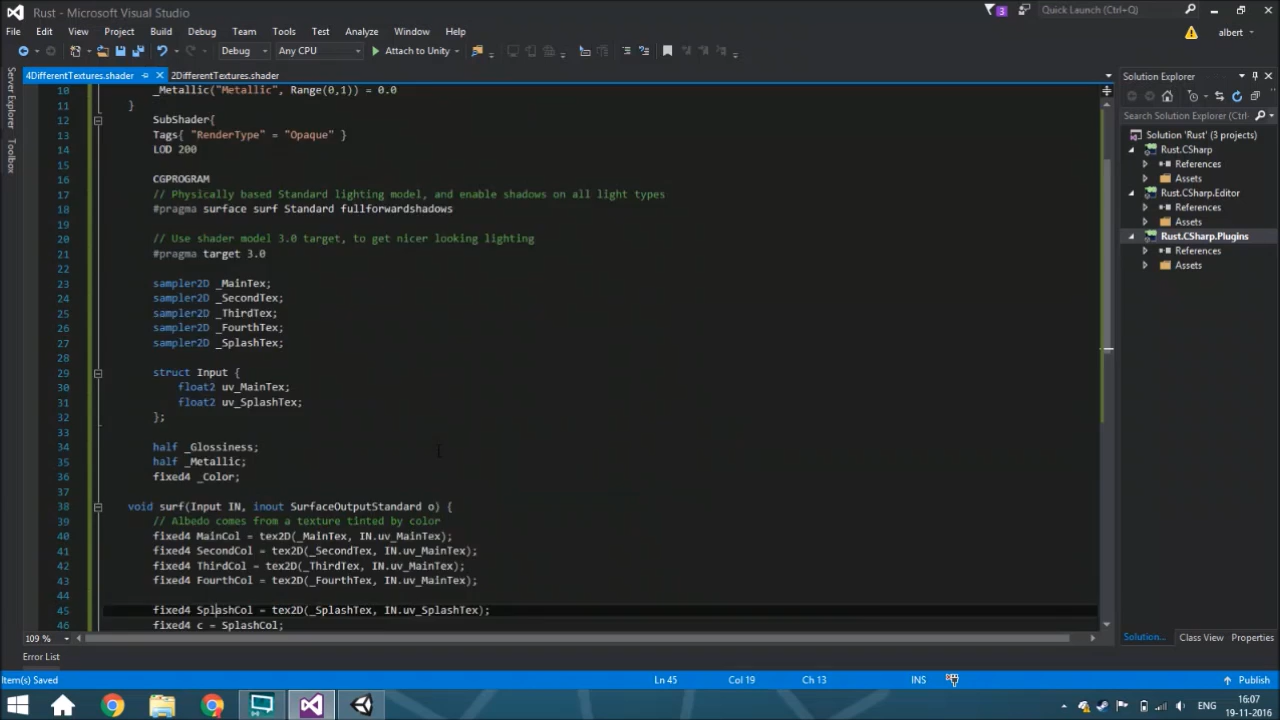 Rust - Microsoft Visual Studio
3
Quick Launch (Ctrl+Q)
File Edit View Project Build Debug Team Tools Test Analyze Window Help
albert
Debug Any CPU Attach to Unity
Server Explorer
Toolbox
4DifferentTextures.shader 2DifferentTextures.shader
10 _Metallic("Metallic", Range(0,1)) = 0.0
11 }
12 SubShader{
13 Tags{ "RenderType" = "Opaque" }
14 LOD 200
15
16 CGPROGRAM
17 // Physically based Standard lighting model, and enable shadows on all light types
18 #pragma surface surf Standard fullforwardshadows
19
20 // Use shader model 3.0 target, to get nicer looking lighting
21 #pragma target 3.0
22
23 sampler2D _MainTex;
24 sampler2D _SecondTex;
25 sampler2D _ThirdTex;
26 sampler2D _FourthTex;
27 sampler2D _SplashTex;
28
29 struct Input {
30 float2 uv_MainTex;
31 float2 uv_SplashTex;
32 };
33
34 half _Glossiness;
35 half _Metallic;
36 fixed4 _Color;
37
38 void surf(Input IN, inout SurfaceOutputStandard o) {
39 // Albedo comes from a texture tinted by color
40 fixed4 MainCol = tex2D(_MainTex, IN.uv_MainTex);
41 fixed4 SecondCol = tex2D(_SecondTex, IN.uv_MainTex);
42 fixed4 ThirdCol = tex2D(_ThirdTex, IN.uv_MainTex);
43 fixed4 FourthCol = tex2D(_FourthTex, IN.uv_MainTex);
44
45 fixed4 SplashCol = tex2D(_SplashTex, IN.uv_SplashTex);
46 fixed4 c = SplashCol;
109 %
Solution Explorer
Search Solution Explorer (Ctrl+
Solution 'Rust' (3 projects)
Rust.CSharp
References
Assets
Rust.CSharp.Editor
References
Assets
Rust.CSharp.Plugins
References
Assets
Solution... Class View Properties
Error List
Item(s) Saved Ln 45 Col 19 Ch 13 INS Publish
ENG
16:07
19-11-2016